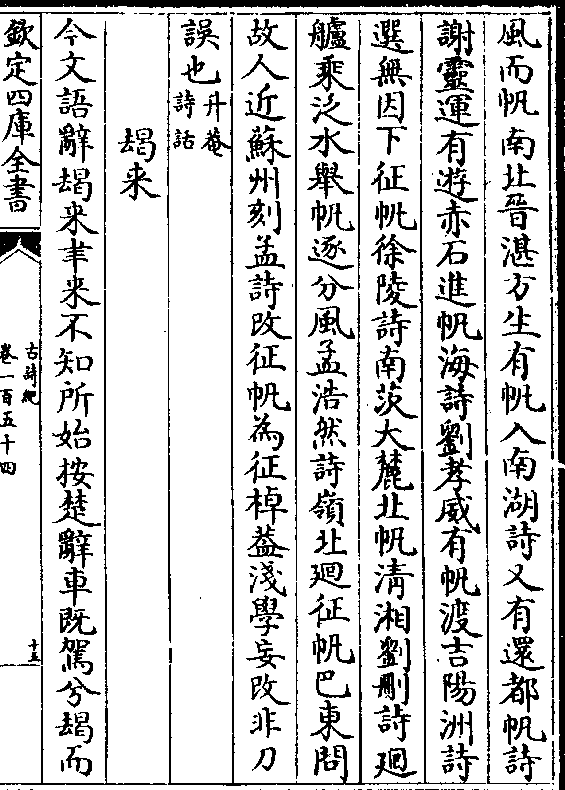 風而帆南北晉湛方生有帆入南湖詩又有還都帆詩
謝靈運有遊赤石進帆海詩劉孝威有帆渡吉陽洲詩
選無因下征帆徐陵詩南茨大麓北帆清湘劉刪詩廻
艫乘泛水舉帆逐分風孟浩然詩嶺北廻征帆巴東問
故人近蘇州刻孟詩改征帆為征棹葢淺學妄改非刀
誤也丹菴
詩話
朅来
今文語辭朅来聿来不知所始按楚辭車既駕兮朅而
欽定四庫全書
古詩紀
卷一百五十四
十五